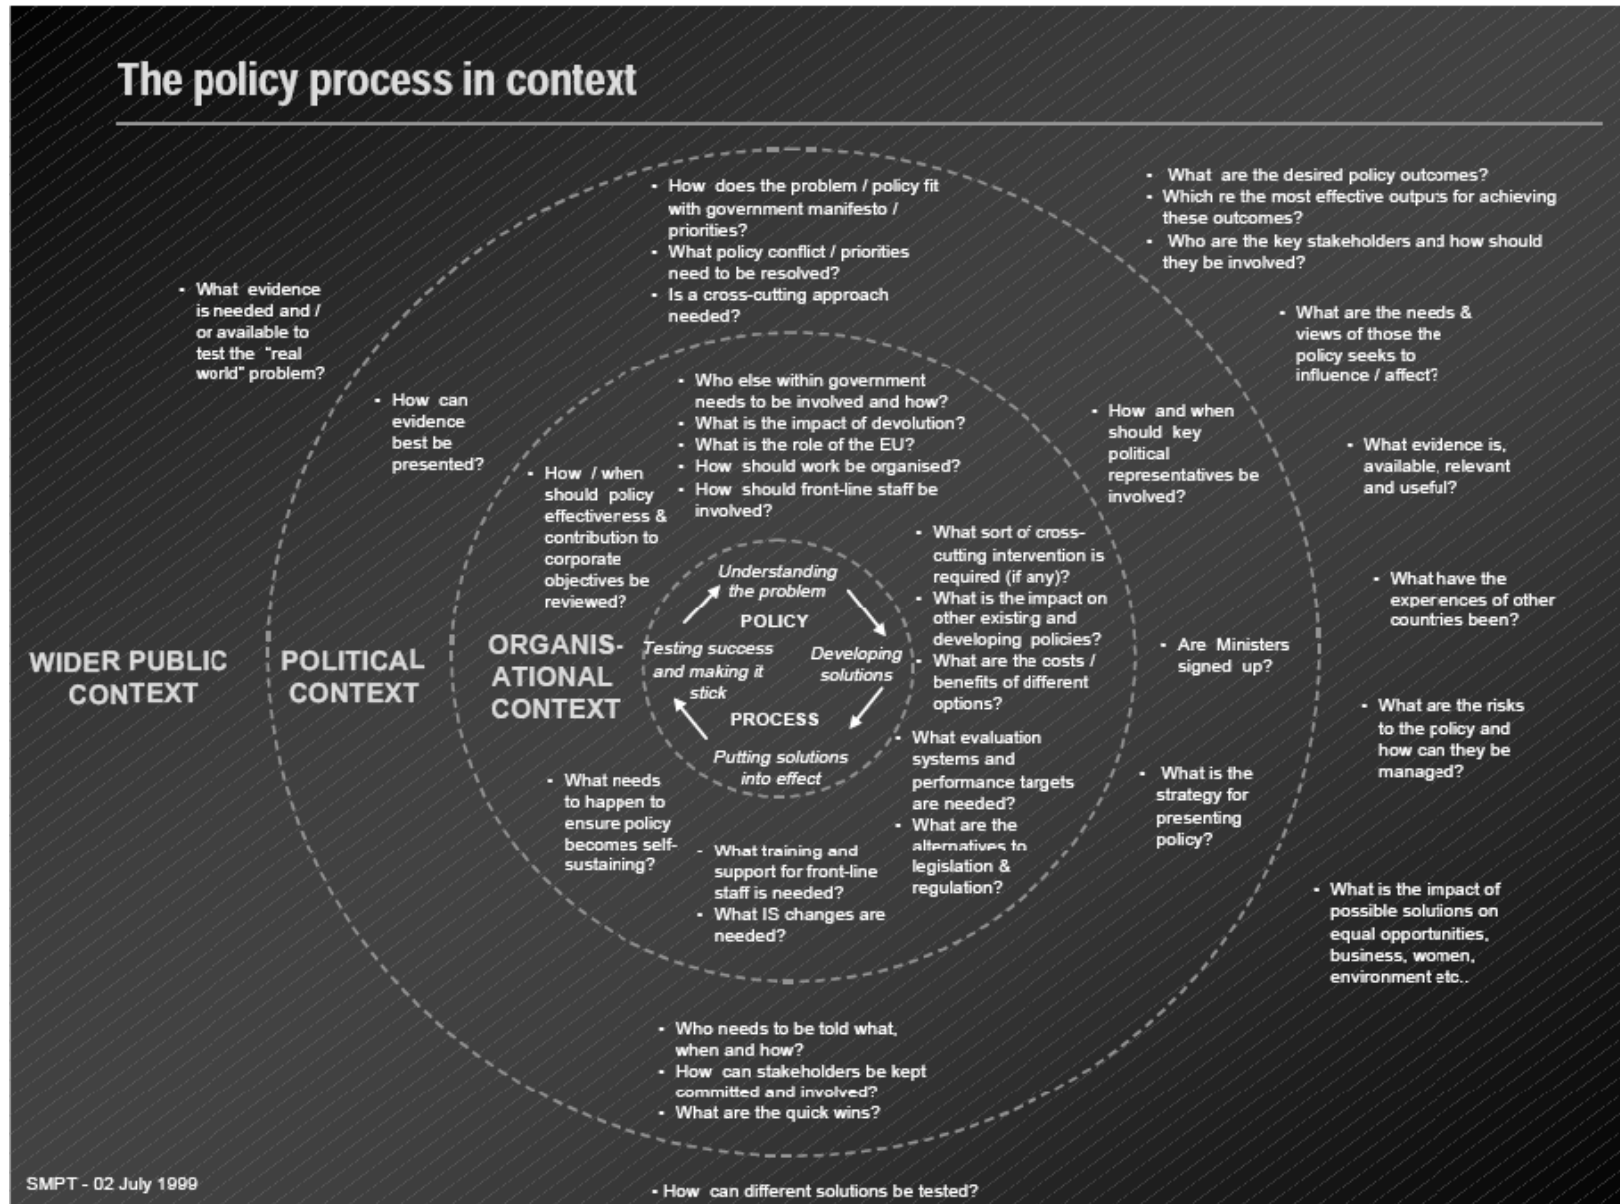 The policy process in context
• How does the problem / policy fit
with government manifesto /
priorities?
• What policy conflict / priorities
need to be resolved?
• Is a cross-cutting approach
needed?
• What are the desired policy outcomes?
• Which re the most effective outputs for achieving
these outcomes?
• Who are the key stakeholders and how should
they be involved?
• What evidence
is needed and /
or available to
test the "real
world" problem?
• What are the needs &
views of those the
policy seeks to
influence / affect?
• How can
evidence
best be
presented?
• Who else within government
needs to be involved and how?
• What is the impact of devolution?
• What is the role of the EU?
• How should work be organised?
• How should front-line staff be
involved?
• How and when
should key
political
representatives be
involved?
• What evidence is,
available, relevant
and useful?
• How / when
should policy
effectiveness &
contribution to
corporate
objectives be
reviewed?
• What sort of cross-
cutting intervention is
required (if any)?
• What is the impact on
other existing and
developing policies?
• What are the costs /
benefits of different
options?
• What have the
experiences of other
countries been?
Understanding
the problem
POLICY
Testing success
and making it
stick
Developing
solutions
PROCESS
Putting solutions
into effect
WIDER PUBLIC
CONTEXT
POLITICAL
CONTEXT
ORGANIS-
ATIONAL
CONTEXT
• Are Ministers
signed up?
• What are the risks
to the policy and
how can they be
managed?
• What evaluation
systems and
performance targets
are needed?
• What are the
alternatives to
legislation &
regulation?
• What is the
strategy for
presenting
policy?
• What needs
to happen to
ensure policy
becomes self-
sustaining?
• What training and
support for front-line
staff is needed?
• What IS changes are
needed?
• What is the impact of
possible solutions on
equal opportunities,
business, women,
environment etc..
• Who needs to be told what,
when and how?
• How can stakeholders be kept
committed and involved?
• What are the quick wins?
SMPT - 02 July 1999
• How can different solutions be tested?